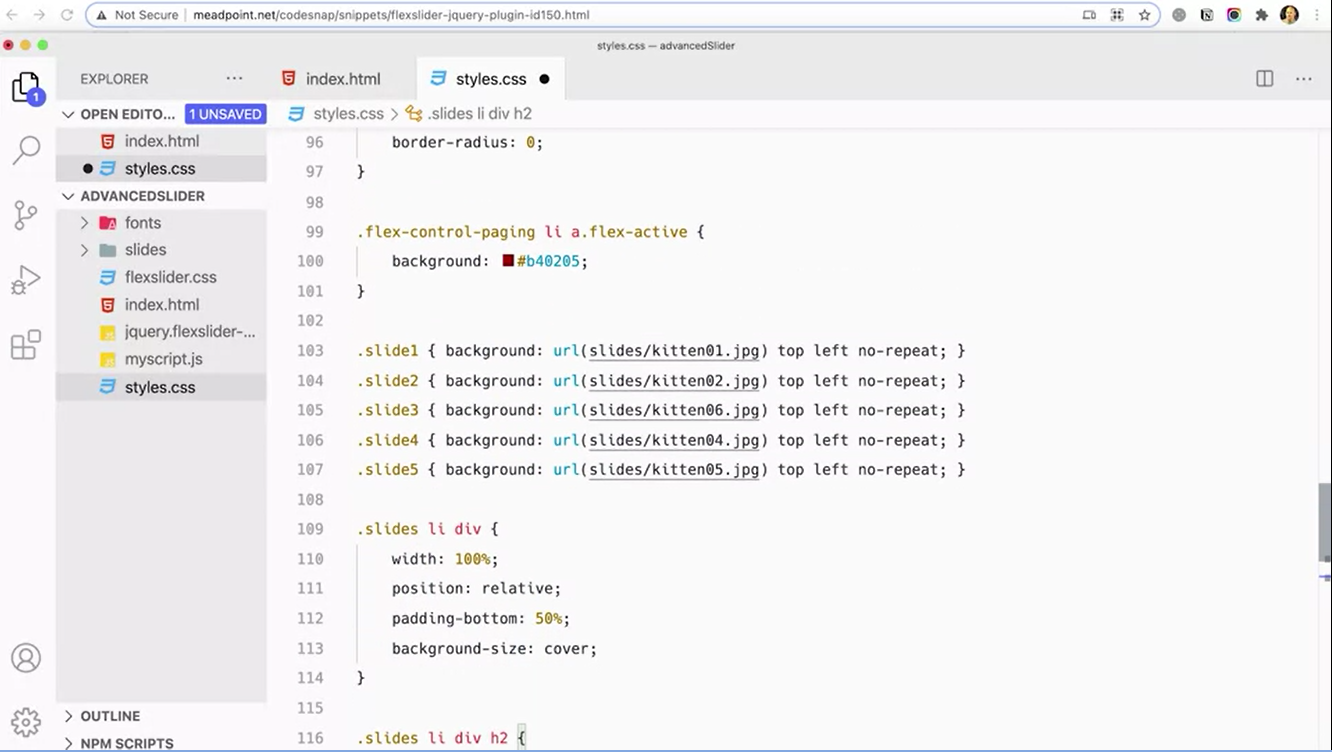 Not Secure meadpoint.net/codesnap/snippets/flexslider-jquery-plugin-id150.html
styles.css — advancedSlider
EXPLORER
index.html
styles.css
OPEN EDITO... 1 UNSAVED
styles.css > .slides li div h2
1
index.html
styles.css
ADVANCEDSLIDER
fonts
slides
flexslider.css
index.html
jquery.flexslider-...
myscript.js
styles.css
OUTLINE
NPM SCRIPTS
96 border-radius: 0;
97 }
98
99 .flex-control-paging li a.flex-active {
100 background: #b40205;
101 }
102
103 .slide1 { background: url(slides/kitten01.jpg) top left no-repeat; }
104 .slide2 { background: url(slides/kitten02.jpg) top left no-repeat; }
105 .slide3 { background: url(slides/kitten06.jpg) top left no-repeat; }
106 .slide4 { background: url(slides/kitten04.jpg) top left no-repeat; }
107 .slide5 { background: url(slides/kitten05.jpg) top left no-repeat; }
108
109 .slides li div {
110 width: 100%;
111 position: relative;
112 padding-bottom: 50%;
113 background-size: cover;
114 }
115
116 .slides li div h2 {